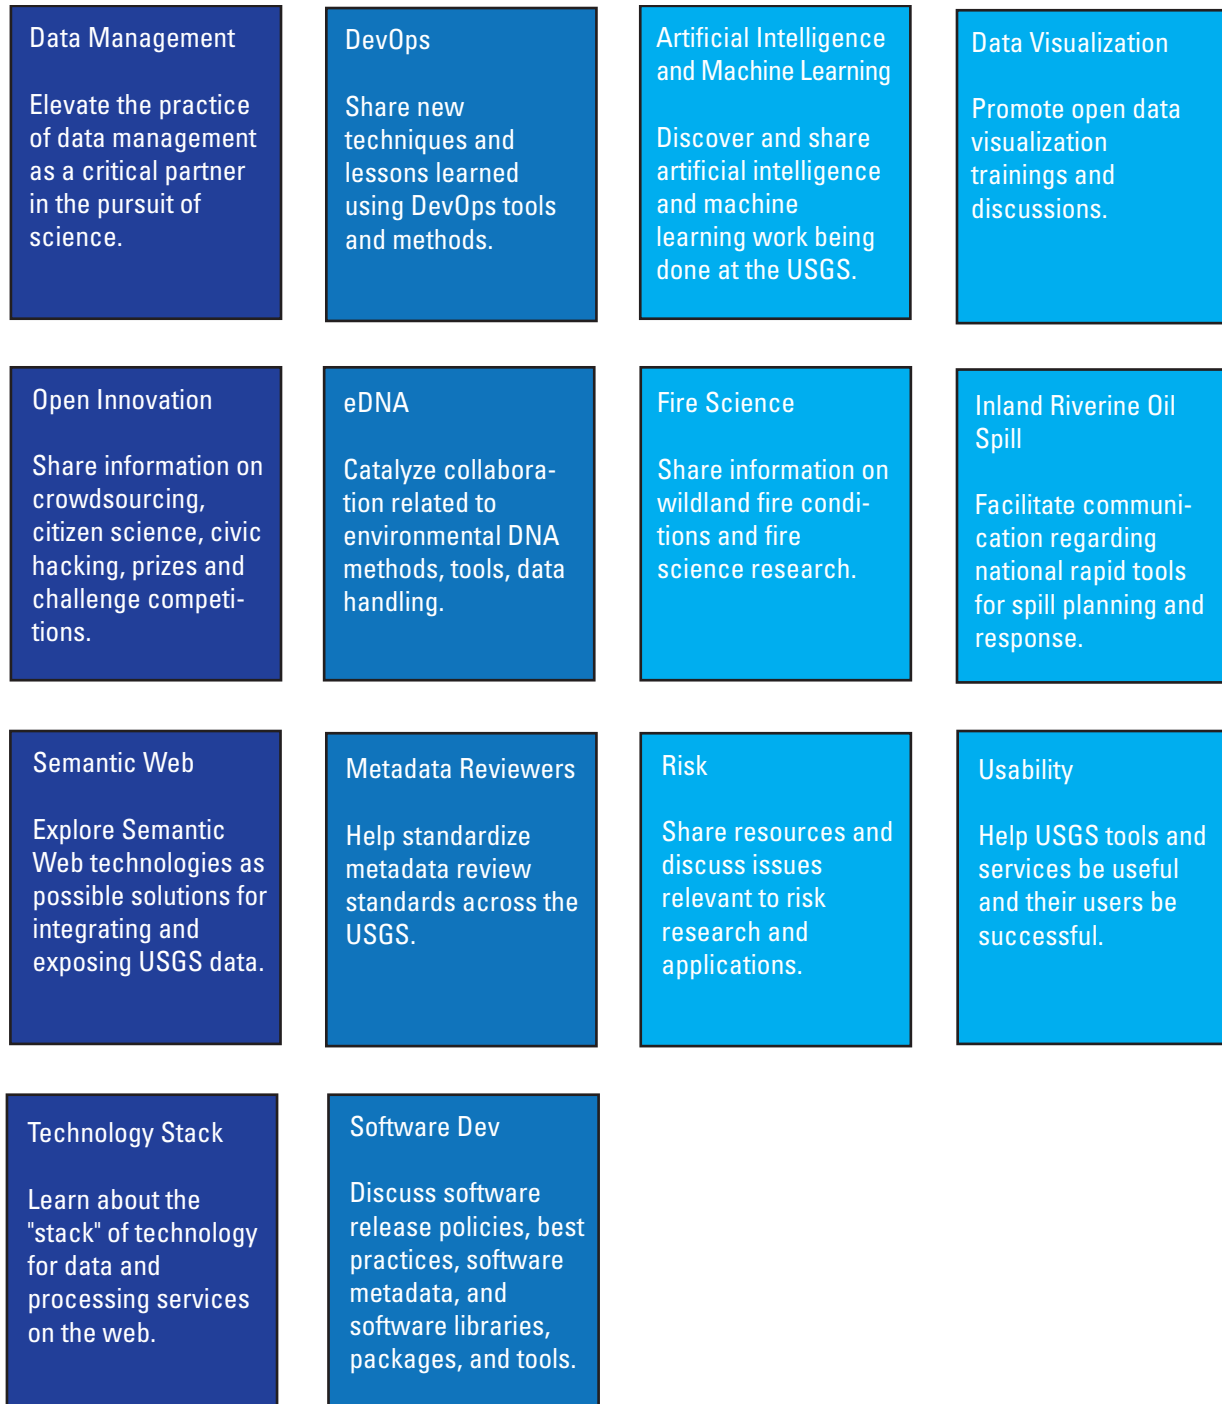 Data Management
Elevate the practice
of data management
as a critical partner
in the pursuit of
science.
DevOps
Share new
techniques and
lessons learned
using DevOps tools
and methods.
Artificial Intelligence
and Machine Learning
Discover and share
artificial intelligence
and machine
learning work being
done at the USGS.
Data Visualization
Promote open data
visualization
trainings and
discussions.
Open Innovation
Share information on
crowdsourcing,
citizen science, civic
hacking, prizes and
challenge competi-
tions.
eDNA
Catalyze collabora-
tion related to
environmental DNA
methods, tools, data
handling.
Fire Science
Share information on
wildland fire condi-
tions and fire
science research.
Inland Riverine Oil
Spill
Facilitate communi-
cation regarding
national rapid tools
for spill planning and
response.
Semantic Web
Explore Semantic
Web technologies as
possible solutions for
integrating and
exposing USGS data.
Metadata Reviewers
Help standardize
metadata review
standards across the
USGS.
Risk
Share resources and
discuss issues
relevant to risk
research and
applications.
Usability
Help USGS tools and
services be useful
and their users be
successful.
Technology Stack
Learn about the
"stack" of technology
for data and
processing services
on the web.
Software Dev
Discuss software
release policies, best
practices, software
metadata, and
software libraries,
packages, and tools.